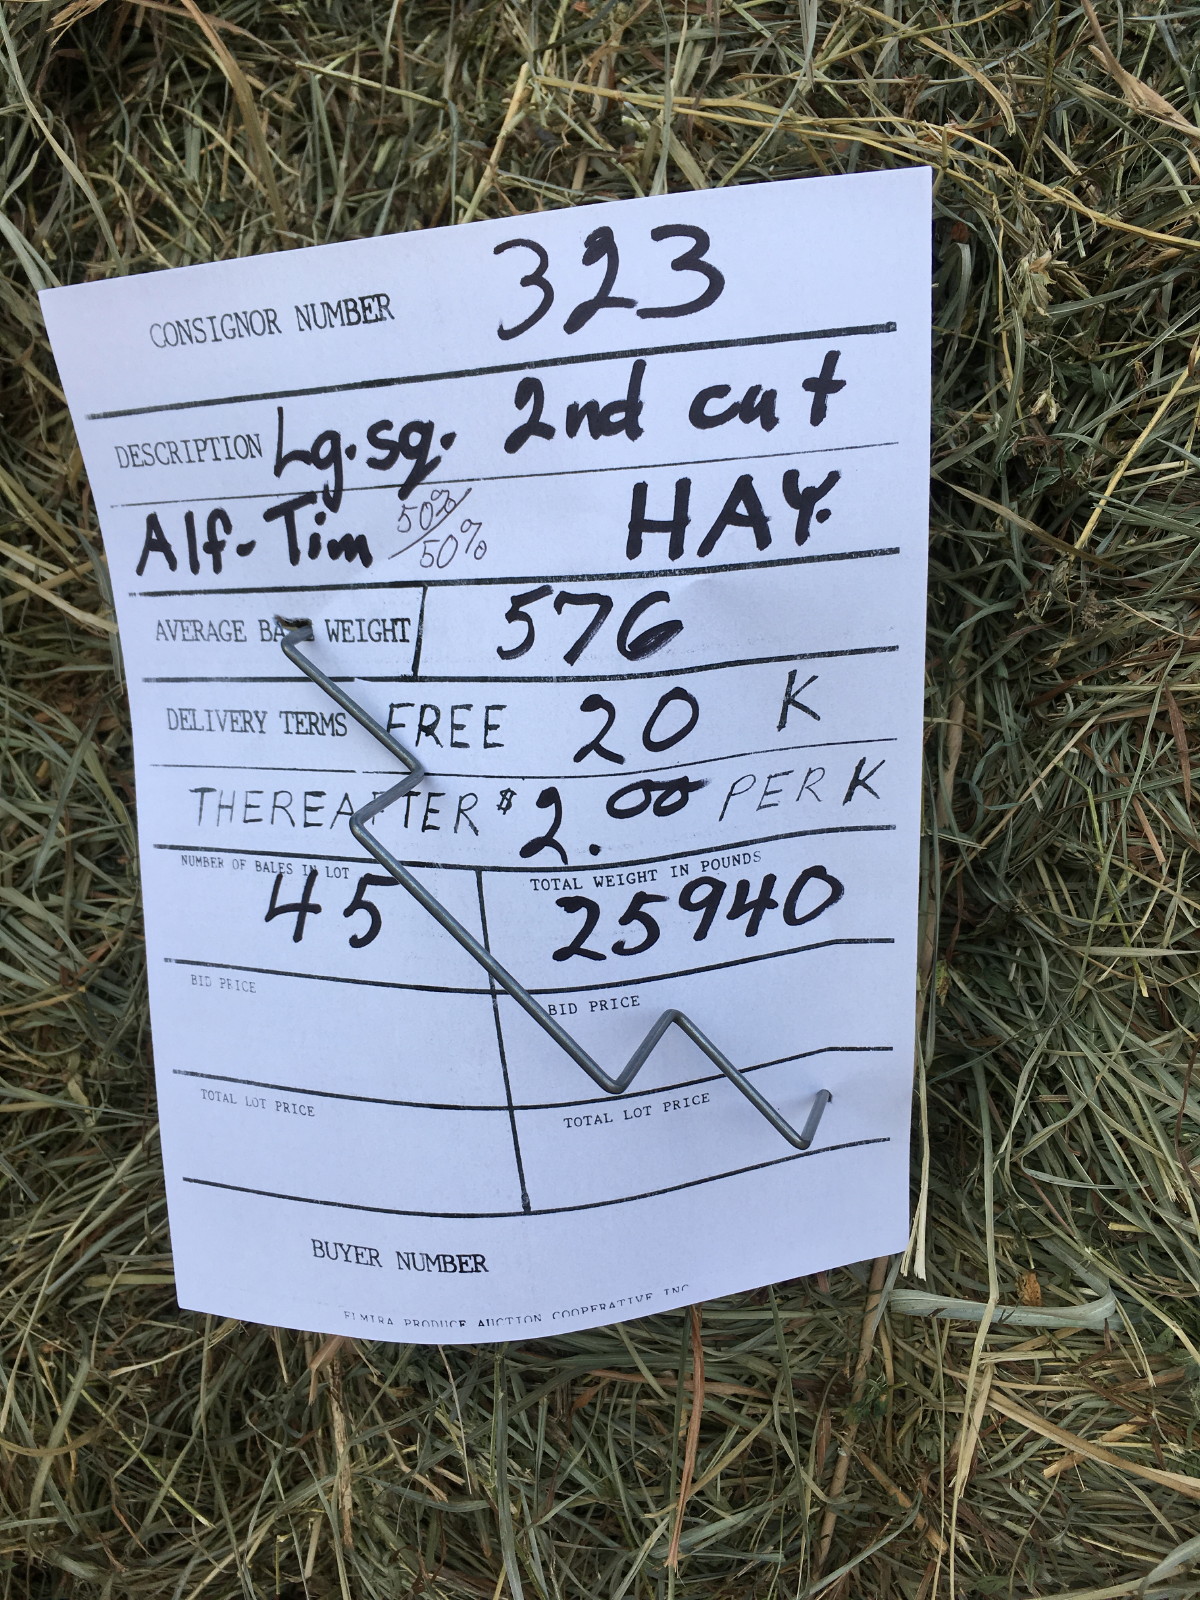 CONSIGNOR NUMBER 323
DESCRIPTION Lg.sq. 2nd cut
Alf-Tim 50%/50% HAY.
AVERAGE BALE WEIGHT 576
DELIVERY TERMS FREE 20 K
THEREAFTER $2.00 PER K
NUMBER OF BALES IN LOT
45
TOTAL WEIGHT IN POUNDS
25940
BID PRICE
BID PRICE
TOTAL LOT PRICE
TOTAL LOT PRICE
BUYER NUMBER
ELMIRA PRODUCE AUCTION COOPERATIVE INC